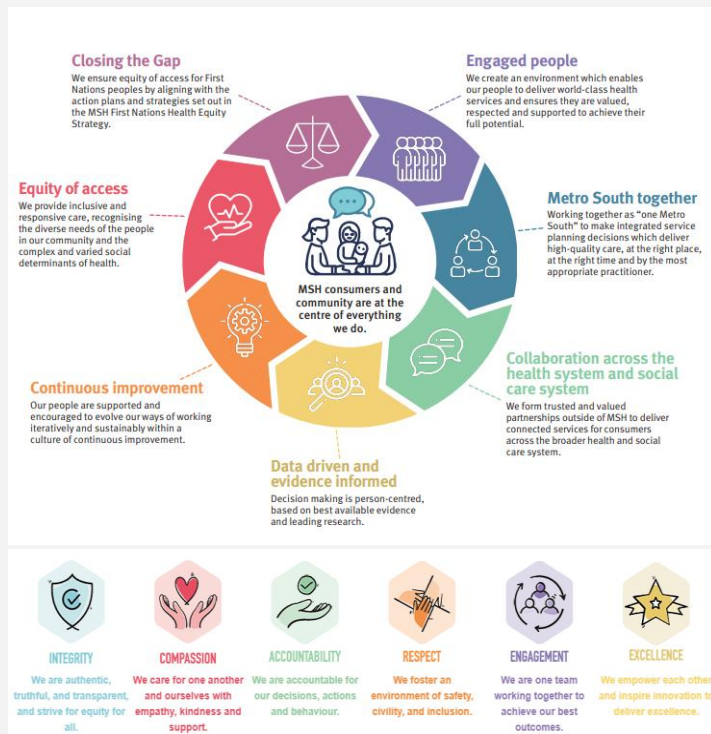 Closing the Gap
We ensure equity of access for First
Nations peoples by aligning with the
action plans and strategies set out in
the MSH First Nations Health Equity
Strategy.
Engaged people
We create an environment which enables
our people to deliver world-class health
services and ensures they are valued,
respected and supported to achieve their
full potential.
Equity of access
We provide inclusive and
responsive care, recognising
the diverse needs of the people
in our community and the
complex and varied social
determinants of health.
Metro South together
Working together as "one Metro
South" to make integrated service
planning decisions which deliver
high-quality care, at the right place,
at the right time and by the most
appropriate practitioner.
MSH consumers and
community are at the
centre of everything
we do.
Continuous improvement
Our people are supported and
encouraged to evolve our ways of working
iteratively and sustainably within a
culture of continuous improvement.
Collaboration across the
health system and social
care system
We form trusted and valued
partnerships outside of MSH to deliver
connected services for consumers
across the broader health and social
care system.
Data driven and
evidence informed
Decision making is person-centred,
based on best available evidence
and leading research.
INTEGRITY
We are authentic,
truthful, and transparent,
and strive for equity for
all.
COMPASSION
We care for one another
and ourselves with
empathy, kindness and
support.
ACCOUNTABILITY
We are accountable for
our decisions, actions
and behaviour.
RESPECT
We foster an
environment of safety,
civility, and inclusion.
ENGAGEMENT
We are one team
working together to
achieve our best
outcomes.
EXCELLENCE
We empower each other
and inspire innovation to
deliver excellence.